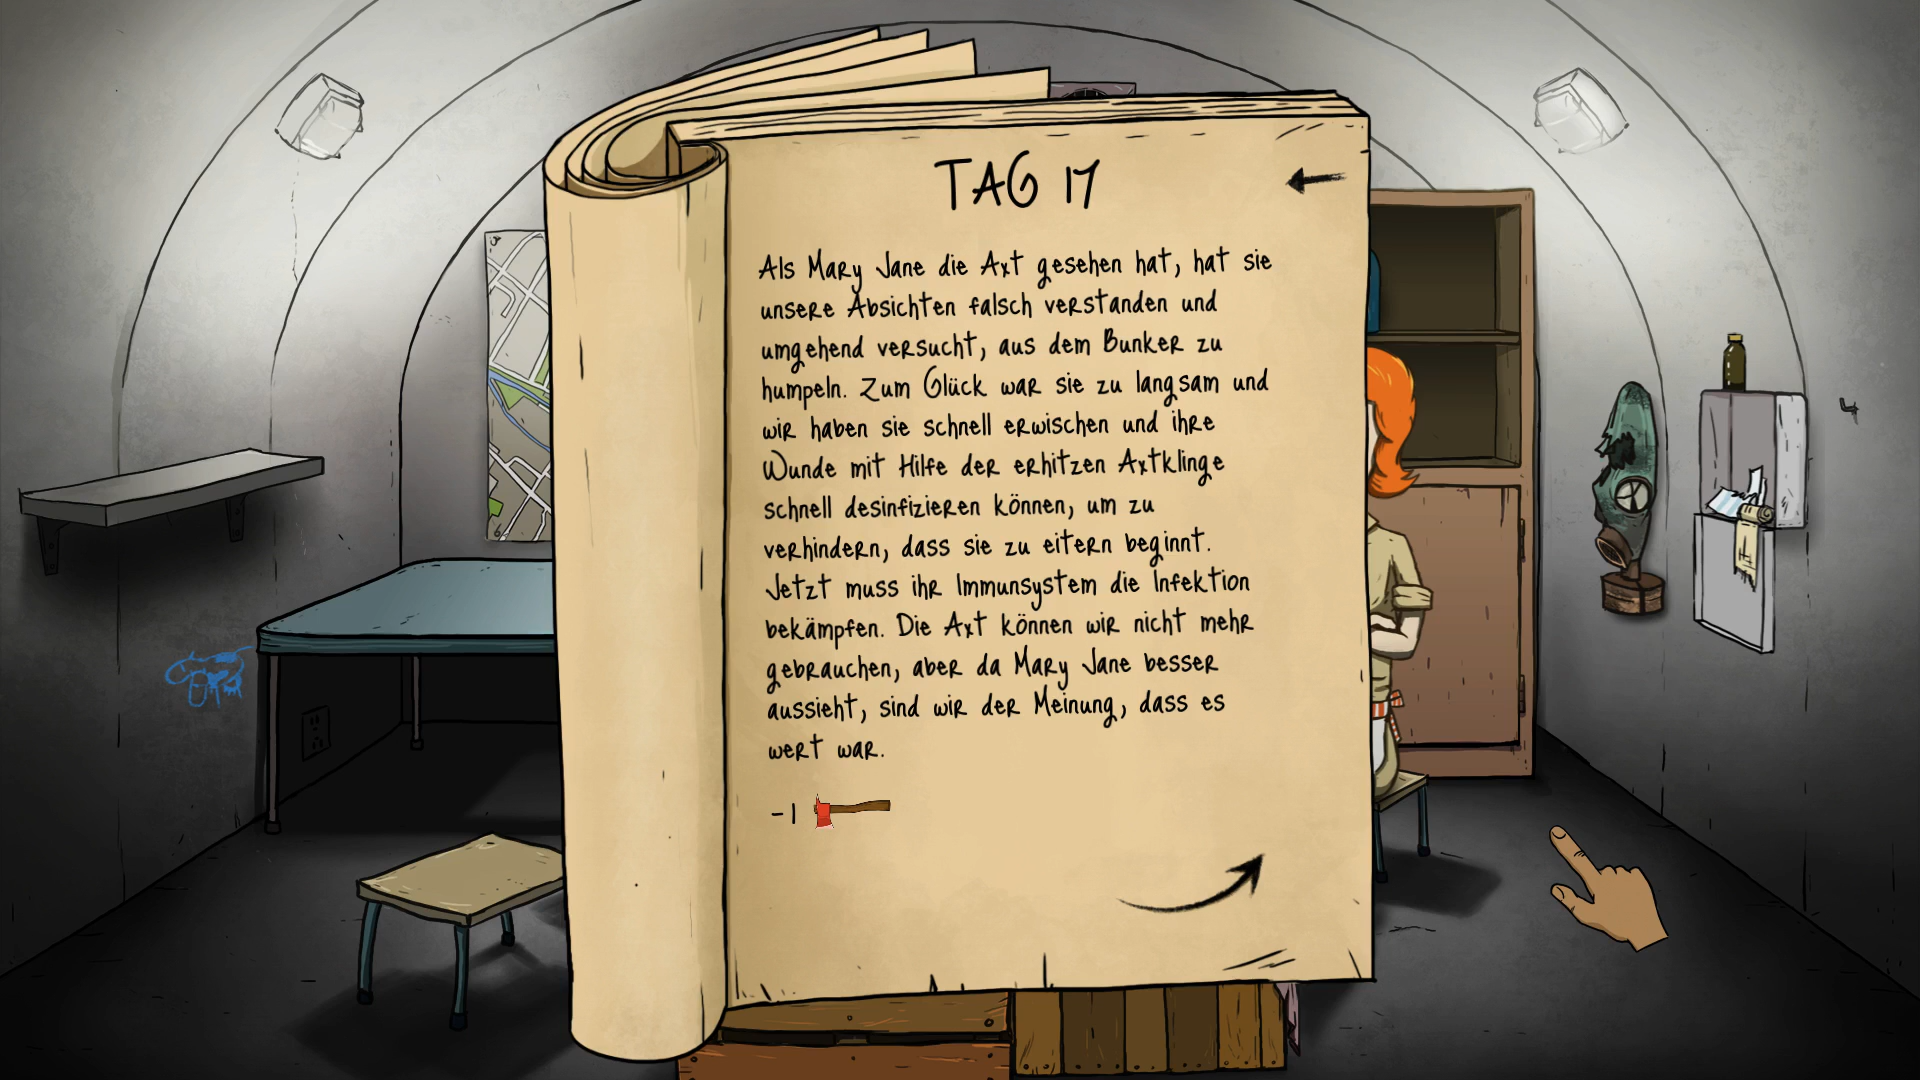 TAG 17
Als Mary Jane die Axt gesehen hat, hat sie
unsere Absichten falsch verstanden und
umgehend versucht, aus dem Bunker zu
humpeln. Zum Glück war sie zu langsam und
wir haben sie schnell erwischen und ihre
Wunde mit Hilfe der erhitzen Axtklinge
schnell desinfizieren können, um zu
verhindern, dass sie zu eitern beginnt.
Jetzt muss ihr Immunsystem die Infektion
bekämpfen. Die Axt können wir nicht mehr
gebrauchen, aber da Mary Jane besser
aussieht, sind wir der Meinung, dass es
wert war.
-1